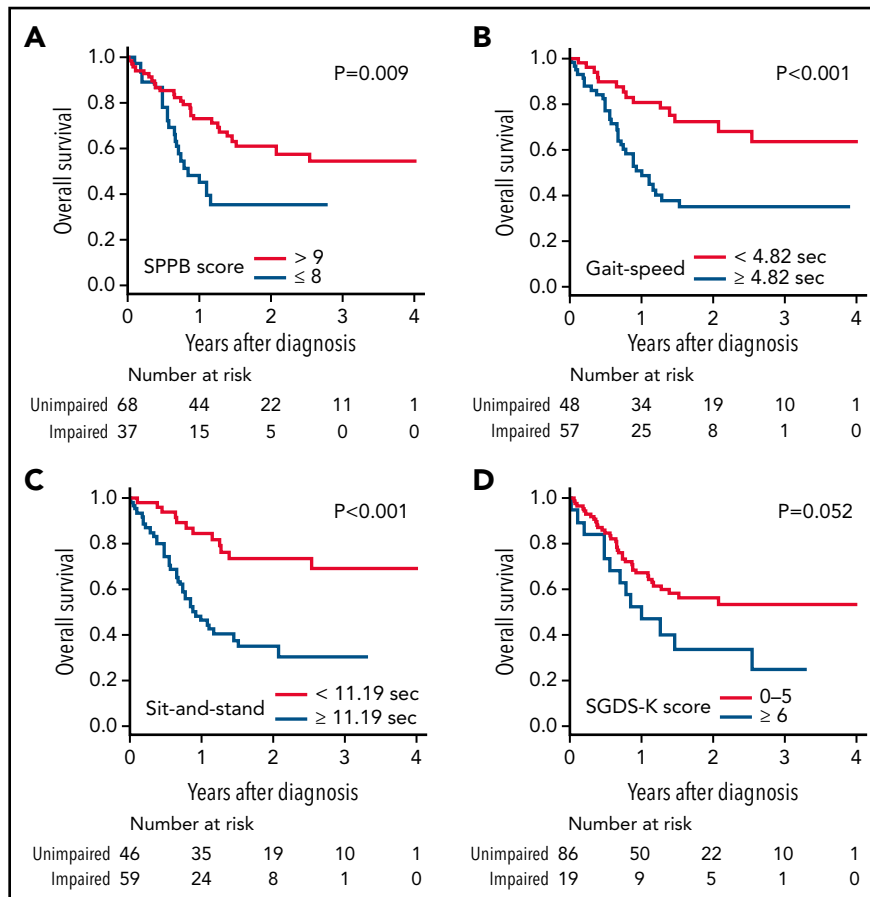 A
P=0.009
1.0
0.8
0.6
0.4
0.2
0.0
Overall survival
SPPB score
> 9
≤ 8
0 1 2 3 4
Years after diagnosis
Number at risk
Unimpaired 68 44 22 11 1
Impaired 37 15 5 0 0
B
P<0.001
1.0
0.8
0.6
0.4
0.2
0.0
Overall survival
Gait-speed
< 4.82 sec
≥ 4.82 sec
0 1 2 3 4
Years after diagnosis
Number at risk
Unimpaired 48 34 19 10 1
Impaired 57 25 8 1 0
C
P<0.001
1.0
0.8
0.6
0.4
0.2
0.0
Overall survival
Sit-and-stand
< 11.19 sec
≥ 11.19 sec
0 1 2 3 4
Years after diagnosis
Number at risk
Unimpaired 46 35 19 10 1
Impaired 59 24 8 1 0
D
P=0.052
1.0
0.8
0.6
0.4
0.2
0.0
Overall survival
SGDS-K score
0–5
≥ 6
0 1 2 3 4
Years after diagnosis
Number at risk
Unimpaired 86 50 22 10 1
Impaired 19 9 5 1 0